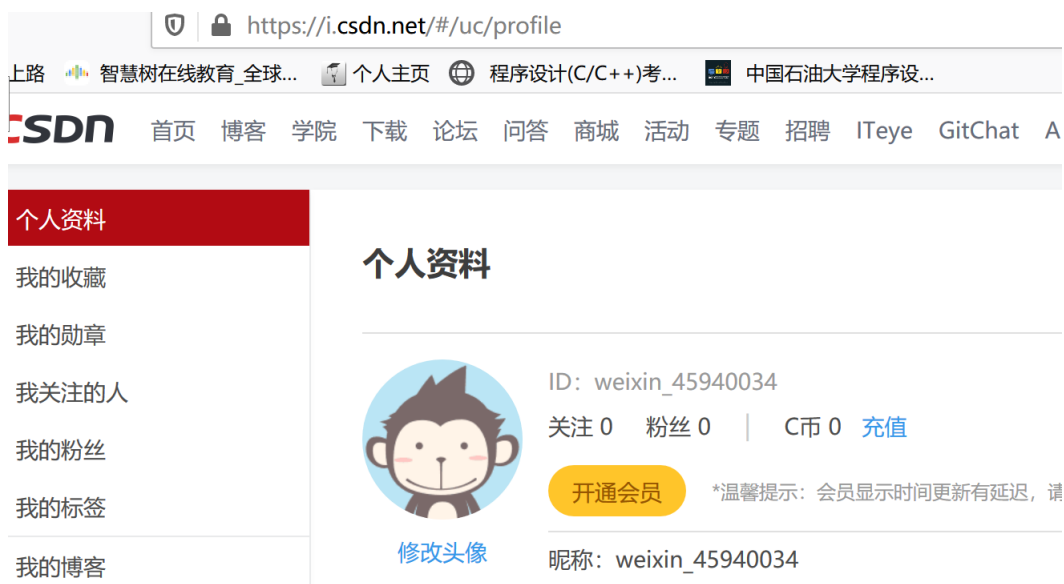 https://i.csdn.net/#/uc/profile
上路 智慧树在线教育_全球... 个人主页 程序设计(C/C++)考... 中国石油大学程序设...
CSDN 首页 博客 学院 下载 论坛 问答 商城 活动 专题 招聘 ITeye GitChat A
个人资料
我的收藏
我的勋章
我关注的人
我的粉丝
我的标签
我的博客
个人资料
ID：weixin_45940034
关注 0 粉丝 0 | C币 0 充值
开通会员 *温馨提示：会员显示时间更新有延迟，请
修改头像
昵称：weixin_45940034